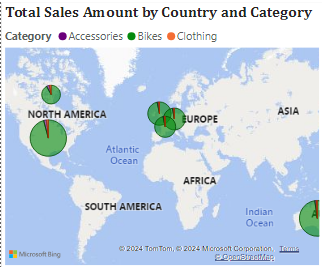 Total Sales Amount by Country and Category
Category Accessories Bikes Clothing
NORTH AMERICA
EUROPE
ASIA
Atlantic
Ocean
AFRICA
SOUTH AMERICA
Indian
Ocean
Microsoft Bing
© 2024 TomTom, © 2024 Microsoft Corporation, Terms
© OpenStreetMap